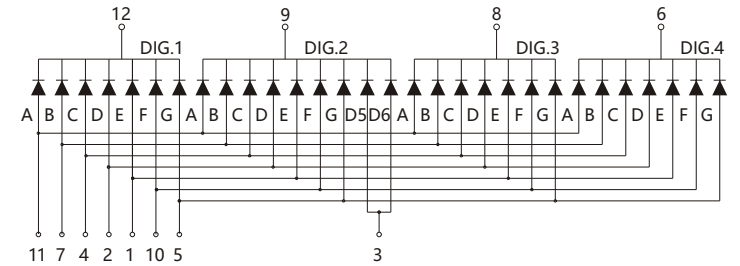 12 9 8 6
DIG.1 DIG.2 DIG.3 DIG.4
A B C D E F G A B C D E F G D5 D6 A B C D E F G A B C D E F G
11 7 4 2 1 10 5 3